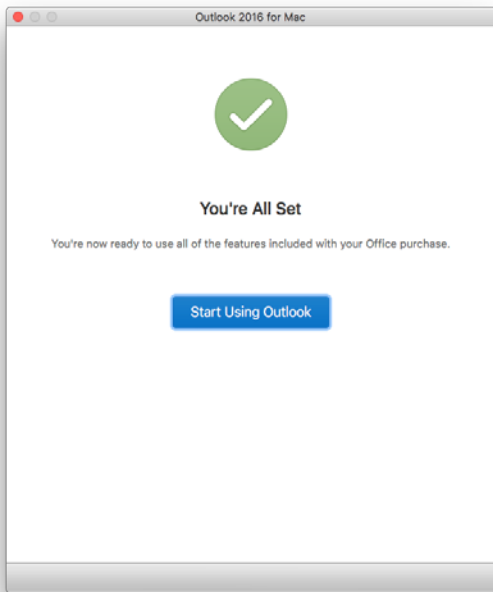 Outlook 2016 for Mac
You're All Set
You're now ready to use all of the features included with your Office purchase.
Start Using Outlook